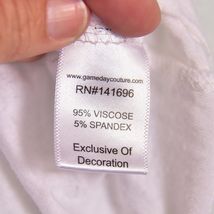 www.gamedaycouture.com
RN#141696
95% VISCOSE
5% SPANDEX
Exclusive Of
Decoration